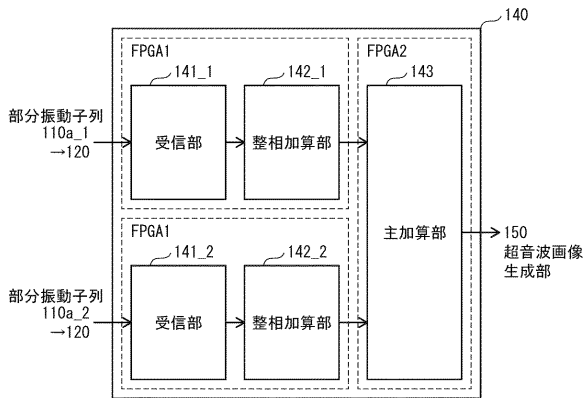 140
FPGA1
FPGA2
141_1
142_1
143
部分振動子列
110a_1
→120
受信部
整相加算部
主加算部
150
超音波画像
生成部
FPGA1
141_2
142_2
部分振動子列
110a_2
→120
受信部
整相加算部